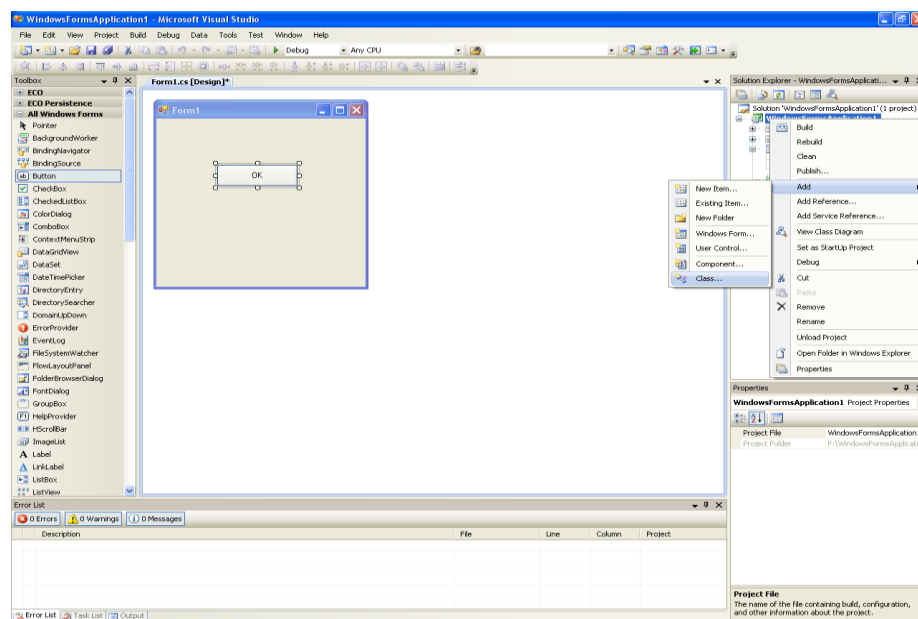 WindowsFormsApplication1 - Microsoft Visual Studio
File Edit View Project Build Debug Data Tools Test Window Help
Debug Any CPU
Toolbox
ECO
ECO Persistence
All Windows Forms
Pointer
BackgroundWorker
BindingNavigator
BindingSource
Button
CheckBox
CheckedListBox
ColorDialog
ComboBox
ContextMenuStrip
DataGridView
DataSet
DateTimePicker
DirectoryEntry
DirectorySearcher
DomainUpDown
ErrorProvider
EventLog
FileSystemWatcher
FlowLayoutPanel
FolderBrowserDialog
FontDialog
GroupBox
HelpProvider
HScrollBar
ImageList
Label
LinkLabel
ListBox
ListView
Form1.cs [Design]*
Form1
OK
New Item...
Existing Item...
New Folder
Windows Form...
User Control...
Component...
Class...
Solution Explorer - WindowsFormsApplicati...
Solution 'WindowsFormsApplication1' (1 project)
WindowsFormsApplication1
Build
Rebuild
Clean
Publish...
Add
Add Reference...
Add Service Reference...
View Class Diagram
Set as StartUp Project
Debug
Cut
Paste
Remove
Rename
Unload Project
Open Folder in Windows Explorer
Properties
Properties
WindowsFormsApplication1 Project Properties
Project File WindowsFormsApplication
Project Folder F:\WindowsFormsApplicati
Project File
The name of the file containing build, configuration,
and other information about the project.
Error List
0 Errors 0 Warnings 0 Messages
Description File Line Column Project
Error List Task List Output